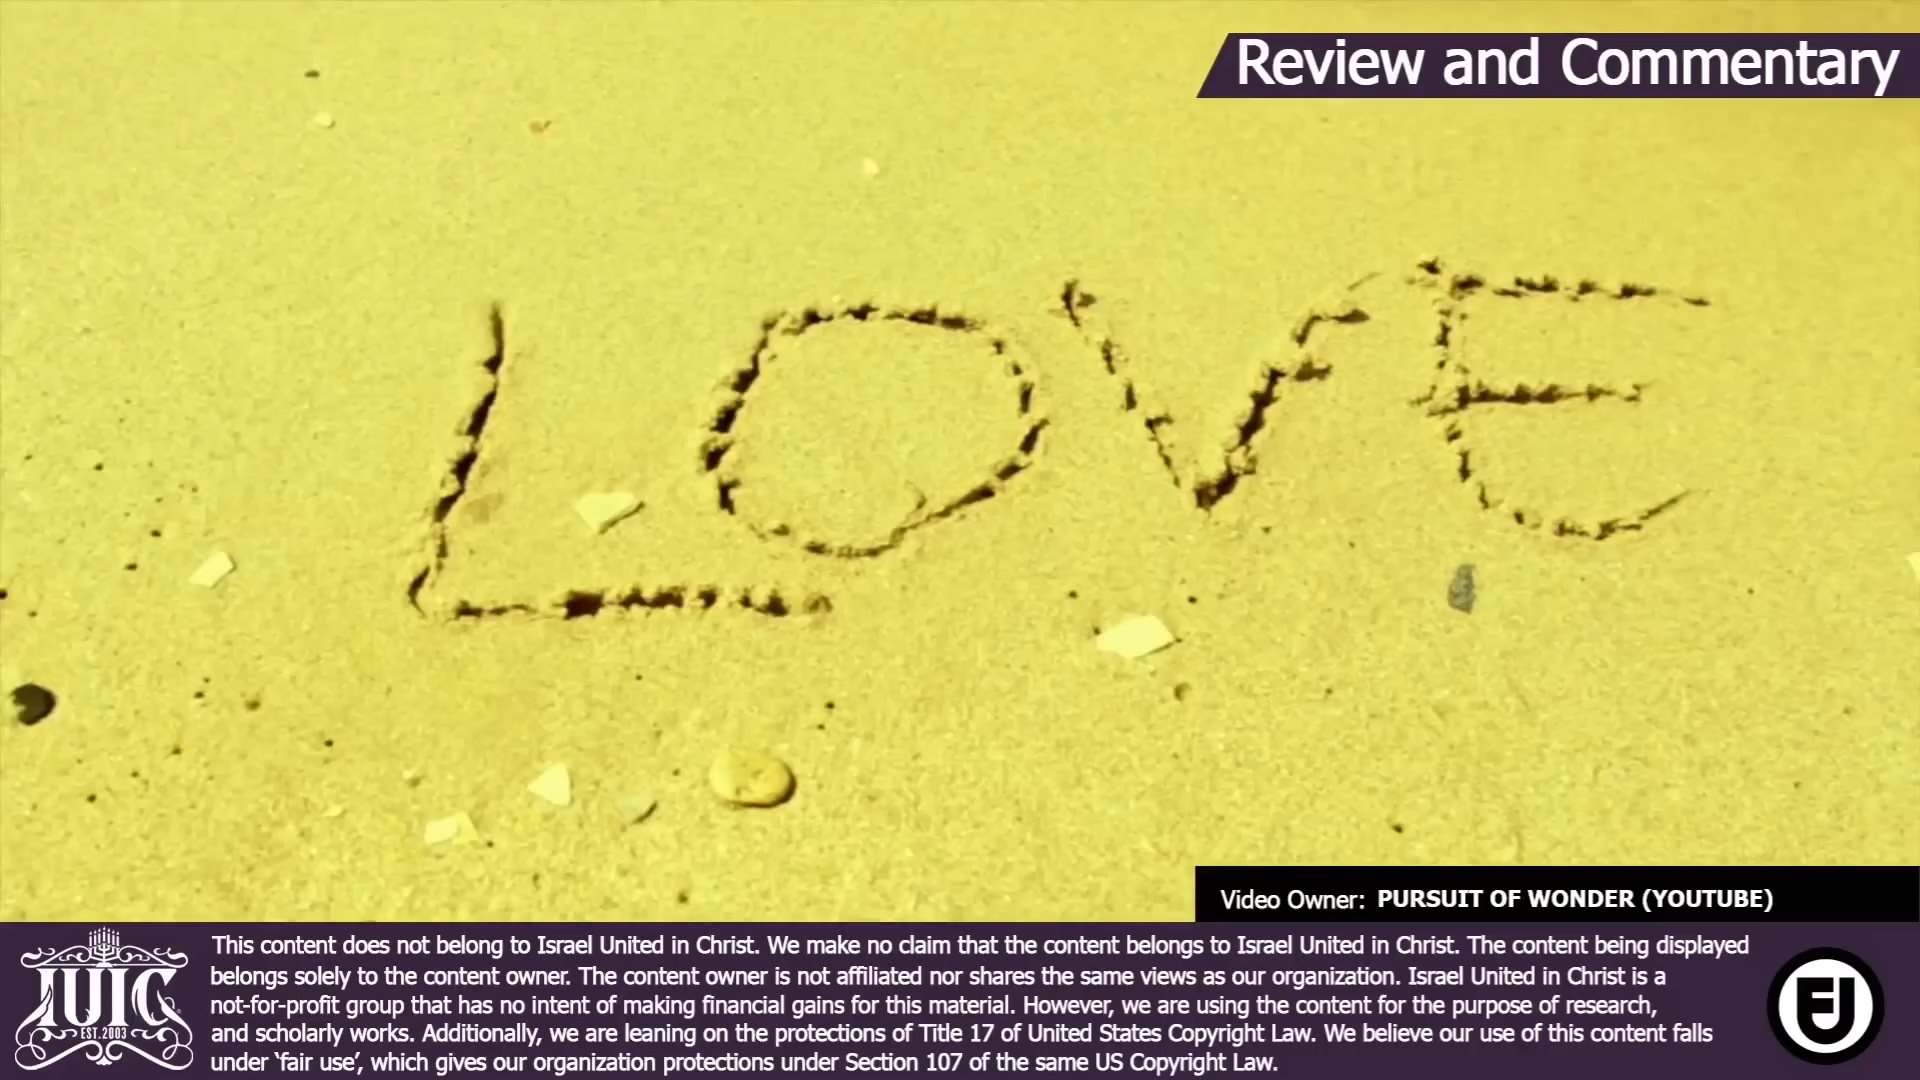 Review and Commentary
LOVE
Video Owner: PURSUIT OF WONDER (YOUTUBE)
This content does not belong to Israel United in Christ. We make no claim that the content belongs to Israel United in Christ. The content being displayed
belongs solely to the content owner. The content owner is not affiliated nor shares the same views as our organization. Israel United in Christ is a
not-for-profit group that has no intent of making financial gains for this material. However, we are using the content for the purpose of research,
and scholarly works. Additionally, we are leaning on the protections of Title 17 of United States Copyright Law. We believe our use of this content falls
under ‘fair use’, which gives our organization protections under Section 107 of the same US Copyright Law.
IUIC
EST. 2003